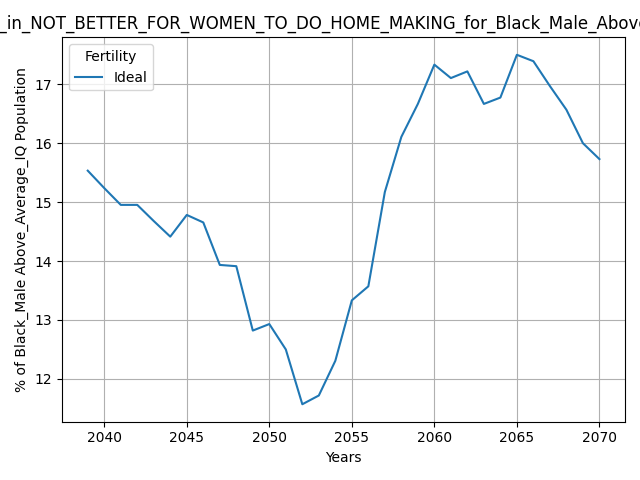 _in_NOT_BETTER_FOR_WOMEN_TO_DO_HOME_MAKING_for_Black_Male_Above
Fertility
Ideal
% of Black_Male Above_Average_IQ Population
17
16
15
14
13
12
2040 2045 2050 2055 2060 2065 2070
Years